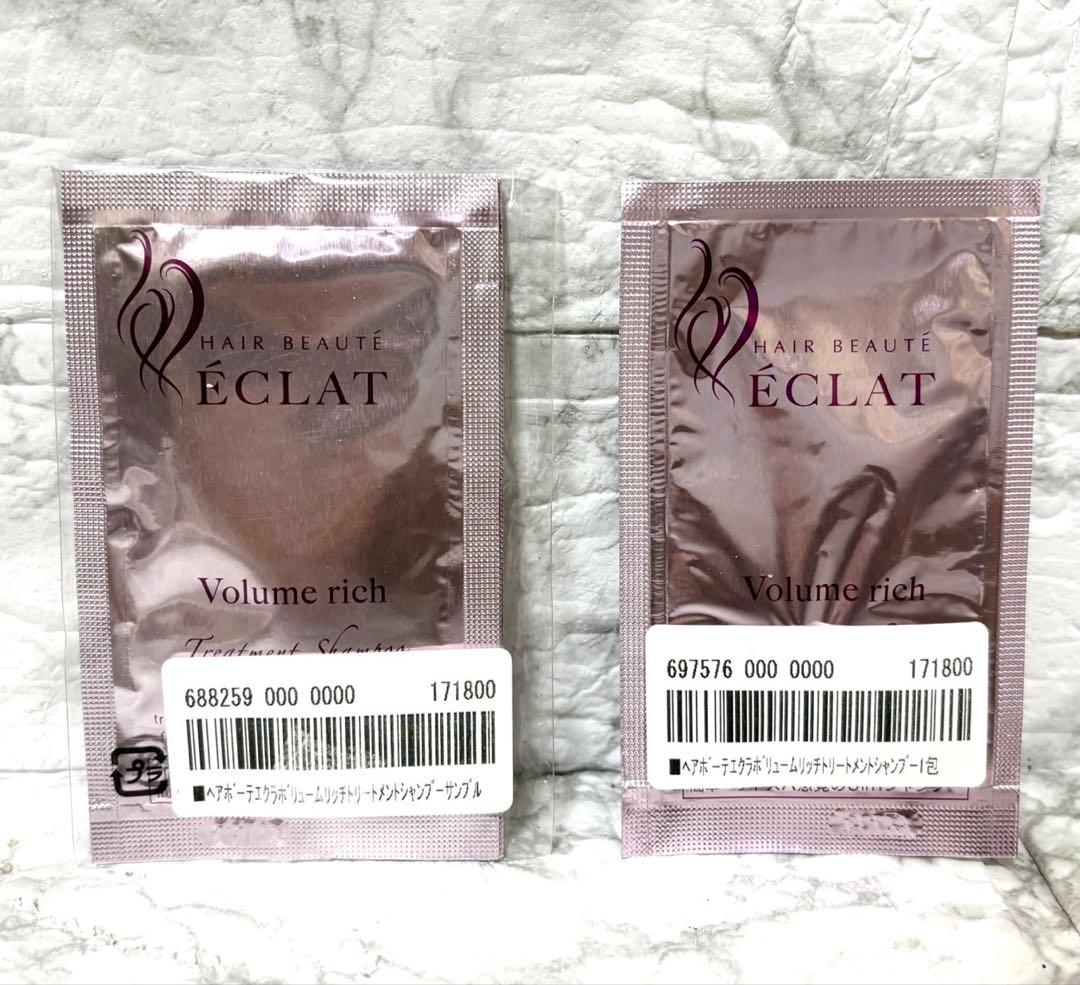 HAIR BEAUTÉ
ÉCLAT
Volume rich
Treatment Shampoo
tr
688259 000 0000 171800
■ヘアボーテエクラボリュームリッチトリートメントシャンプーサンプル
プラ
HAIR BEAUTÉ
ÉCLAT
Volume rich
697576 000 0000 171800
■ヘアボーテエクラボリュームリッチトリートメントシャンプー1包